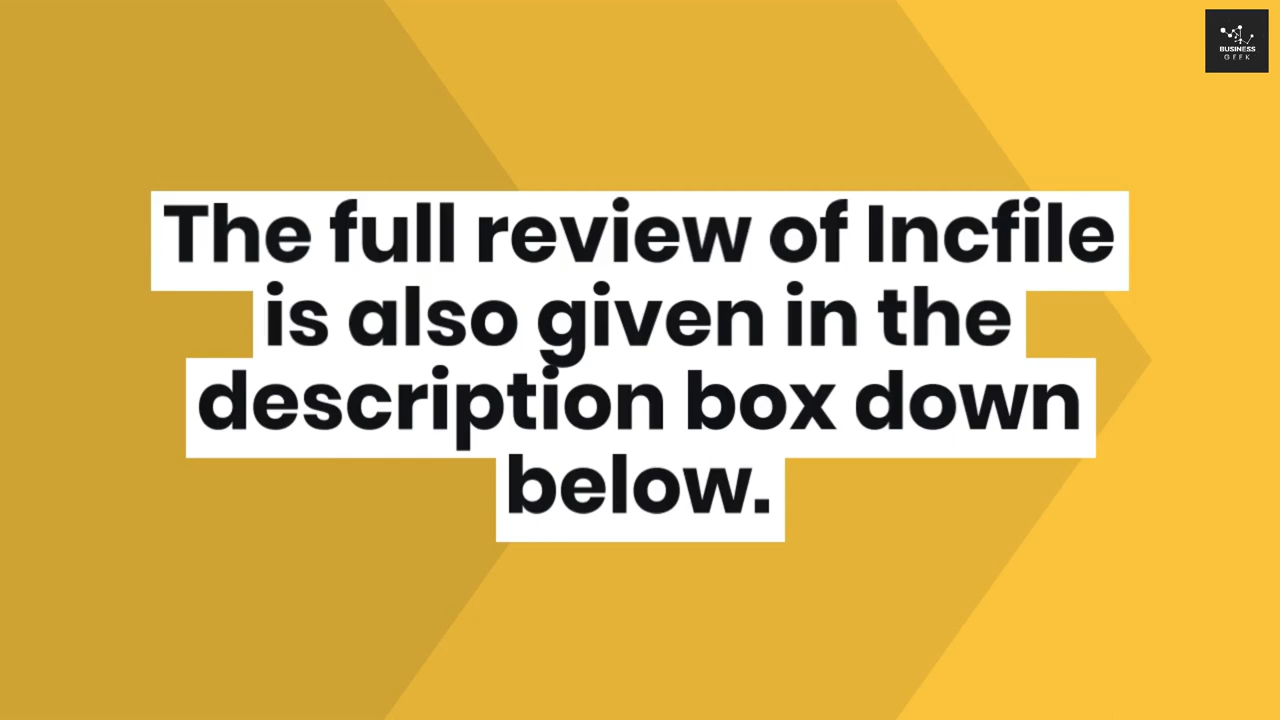 BUSINESS
GEEK
The full review of Incfile
is also given in the
description box down
below.